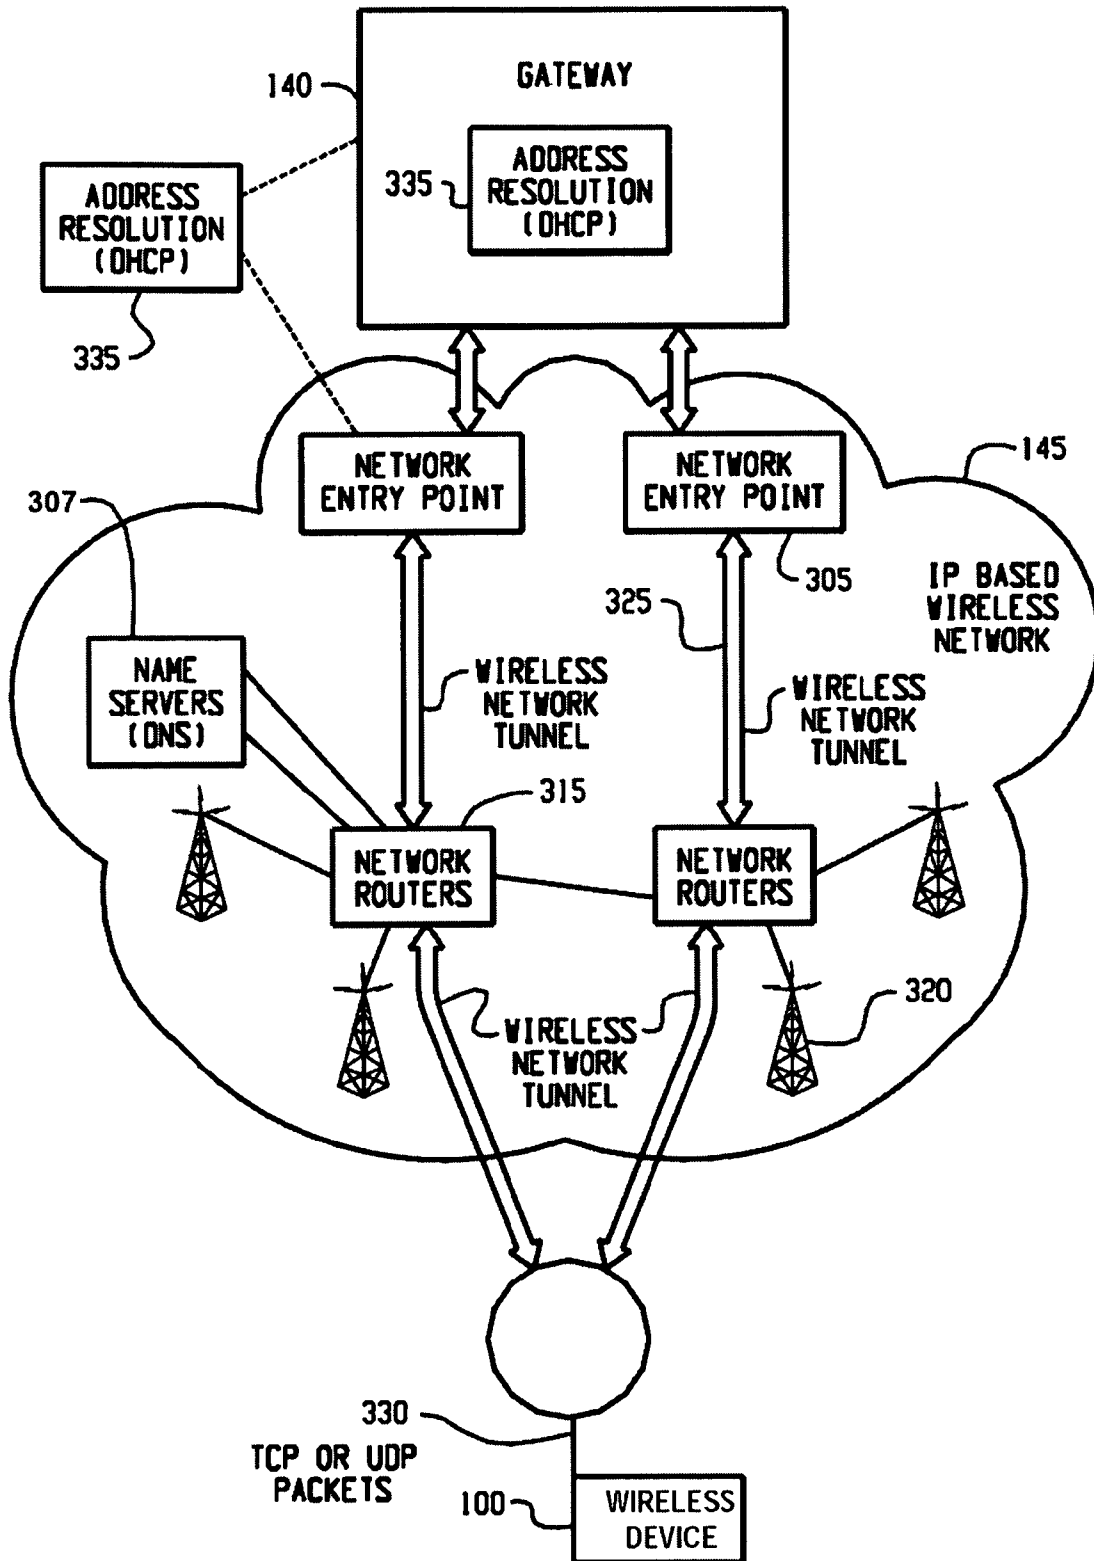 GATEWAY
140
ADDRESS
RESOLUTION
(DHCP)
335
ADDRESS
RESOLUTION
(DHCP)
335
NETWORK
ENTRY POINT
NETWORK
ENTRY POINT
145
307
305
IP BASED
WIRELESS
NETWORK
325
NAME
SERVERS
(DNS)
WIRELESS
NETWORK
TUNNEL
WIRELESS
NETWORK
TUNNEL
315
NETWORK
ROUTERS
NETWORK
ROUTERS
320
WIRELESS
NETWORK
TUNNEL
330
TCP OR UDP
PACKETS
100
WIRELESS
DEVICE